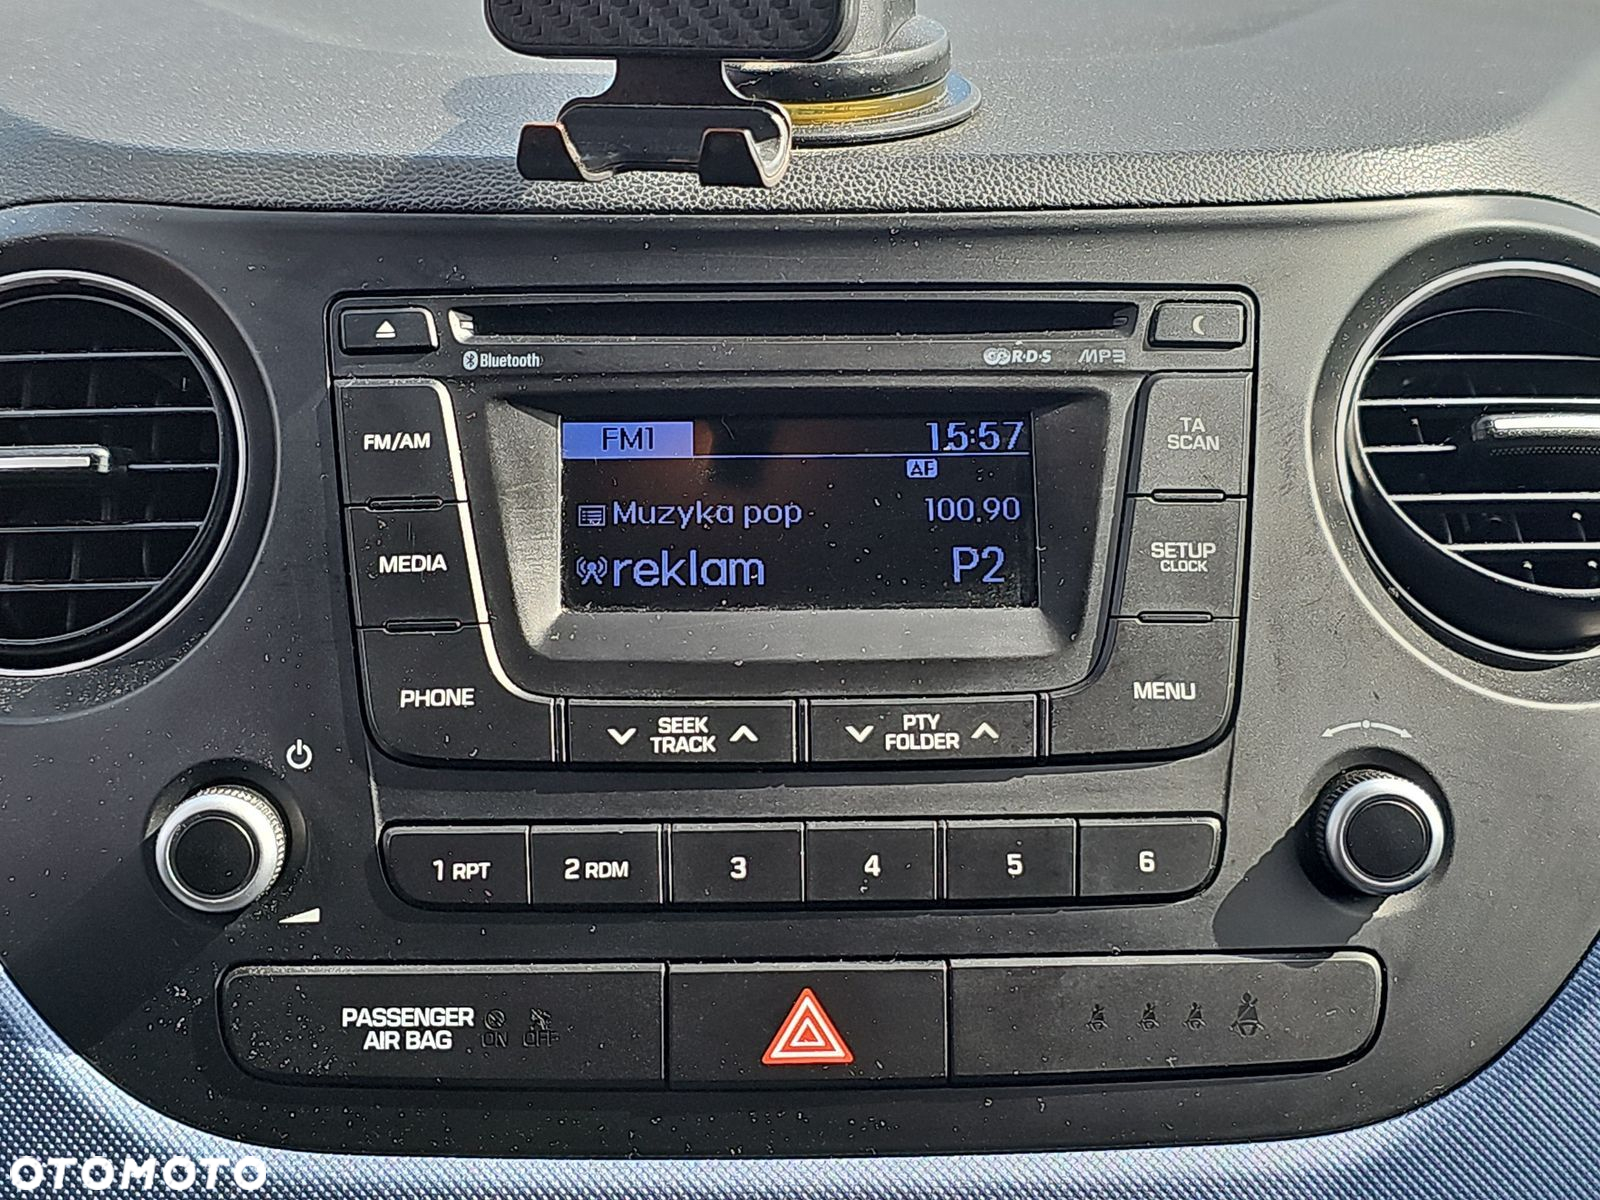 Bluetooth
R·D·S
MP3
FM/AM
FM1
15:57
TA
SCAN
AF
Muzyka pop
100.90
MEDIA
reklam
P2
SETUP
CLOCK
PHONE
SEEK
TRACK
PTY
FOLDER
MENU
1 RPT
2 RDM
3
4
5
6
PASSENGER
AIR BAG
ON
OFF
OTOMOTO